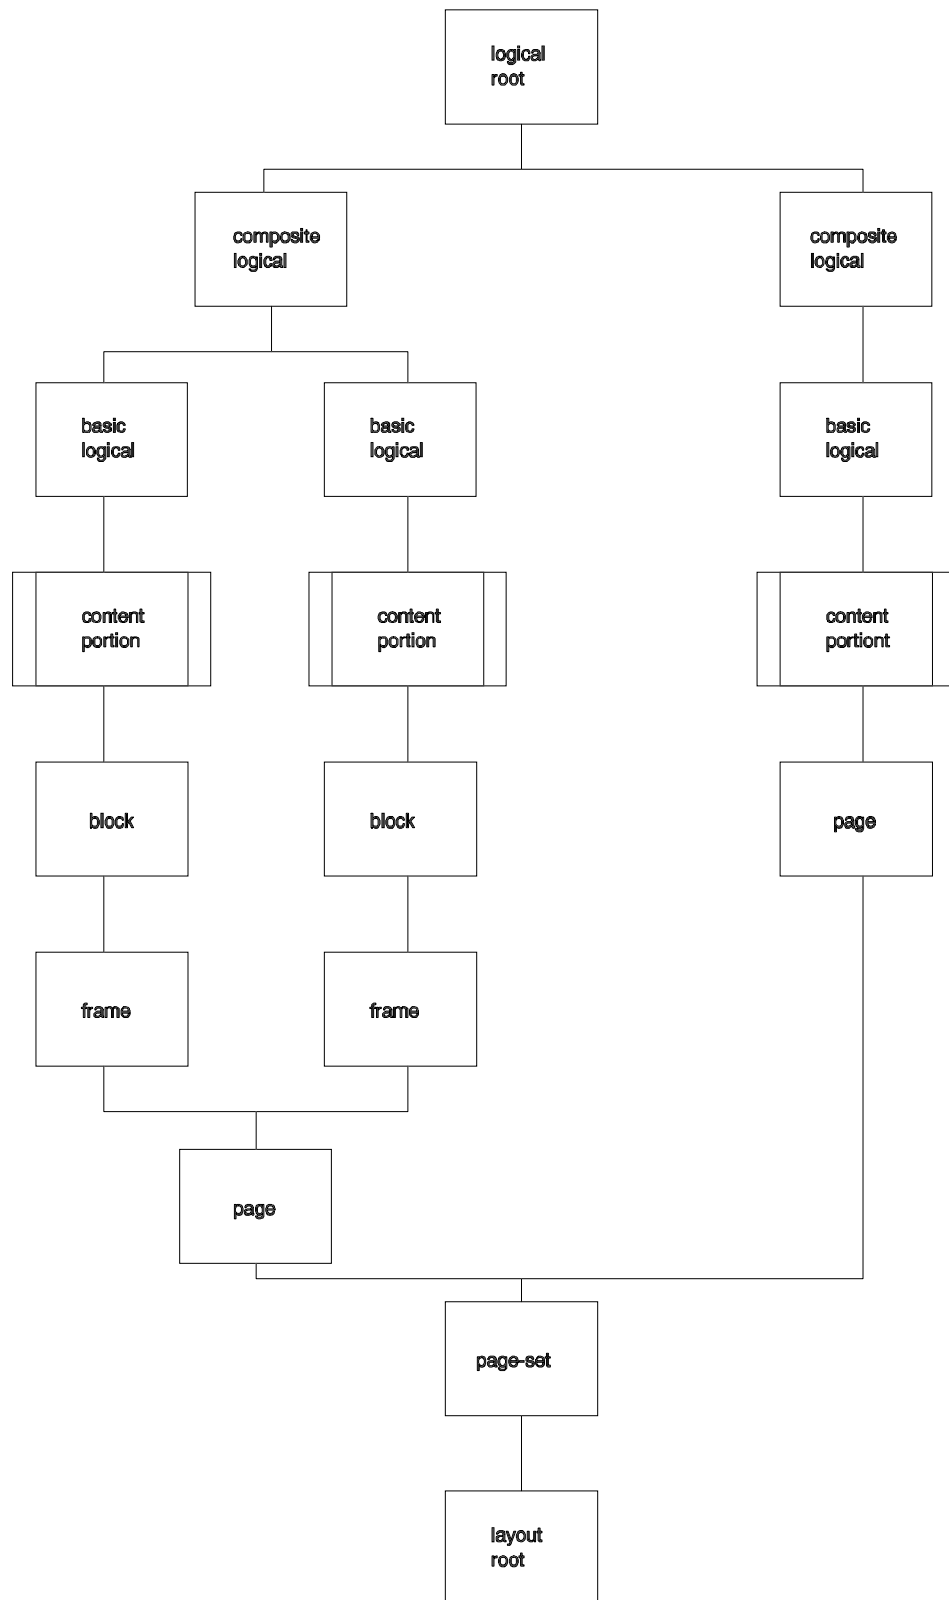 logical
root
composite
logical
composite
logical
basic
logical
basic
logical
basic
logical
content
portion
content
portion
content
portiont
block
block
page
frame
frame
page
page-set
layout
root